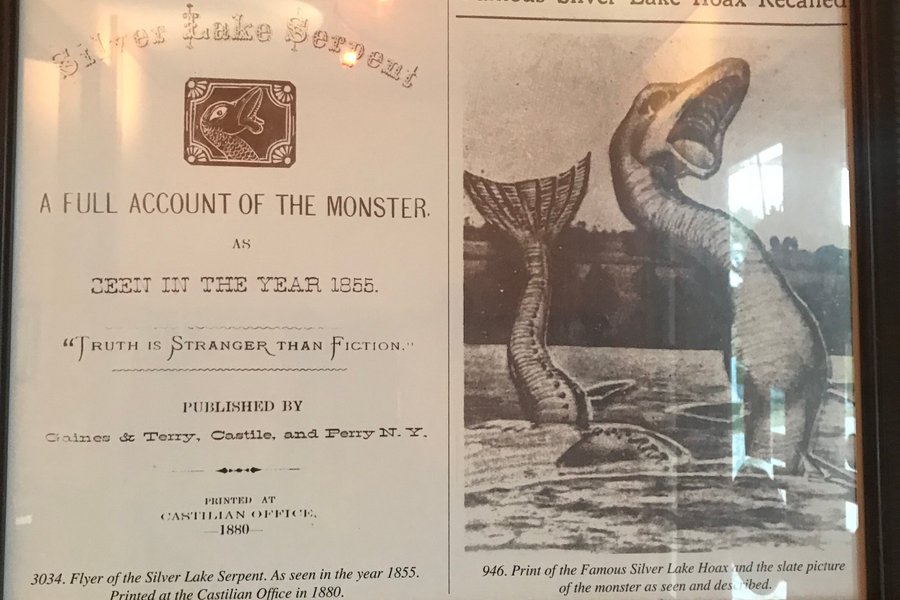 Silver Lake Serpent
A FULL ACCOUNT OF THE MONSTER.
AS
SEEN IN THE YEAR 1855.
"TRUTH IS STRANGER THAN FICTION."
PUBLISHED BY
Gaines & Terry, Castile, and Perry N. Y.
PRINTED AT
CASTILIAN OFFICE,
1880
3034. Flyer of the Silver Lake Serpent. As seen in the year 1855.
Printed at the Castilian Office in 1880.
Famous Silver Lake Hoax Recalled
946. Print of the Famous Silver Lake Hoax and the slate picture
of the monster as seen and described.